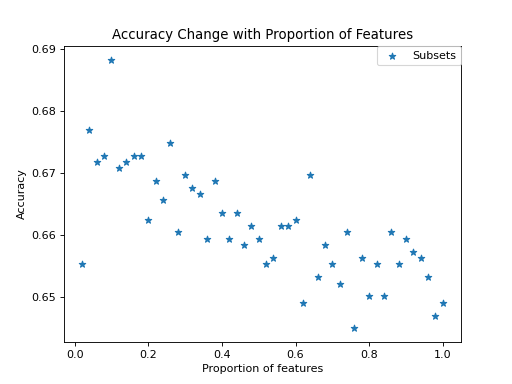 Accuracy Change with Proportion of Features
Subsets
0.69
0.68
0.67
0.66
0.65
Accuracy
0.0 0.2 0.4 0.6 0.8 1.0
Proportion of features